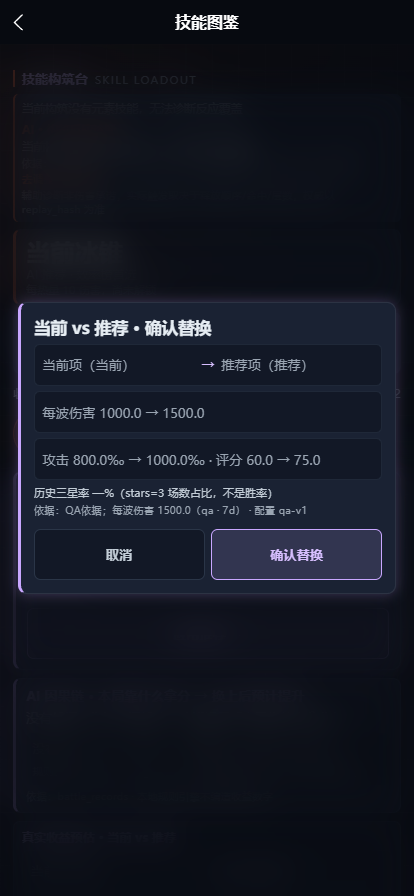 技能图鉴
技能构筑台 SKILL LOADOUT
当前 vs 推荐 • 确认替换
当前项（当前） → 推荐项（推荐）
每波伤害 1000.0 → 1500.0
攻击 800.0‰ → 1000.0‰ · 评分 60.0 → 75.0
历史三星率 —%（stars=3 场数占比，不是胜率）
依据：QA依据；每波伤害 1500.0（qa · 7d） · 配置 qa-v1
取消
确认替换